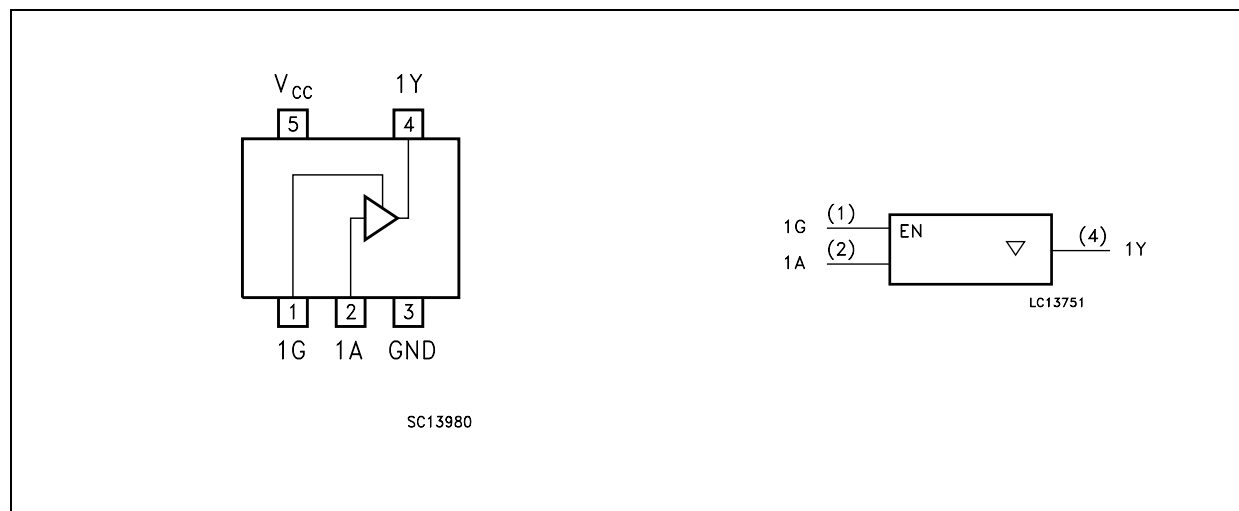 VCC 1Y
5 4
1 2 3
1G 1A GND
SC13980
1G (1) EN (4) 1Y
1A (2)
LC13751